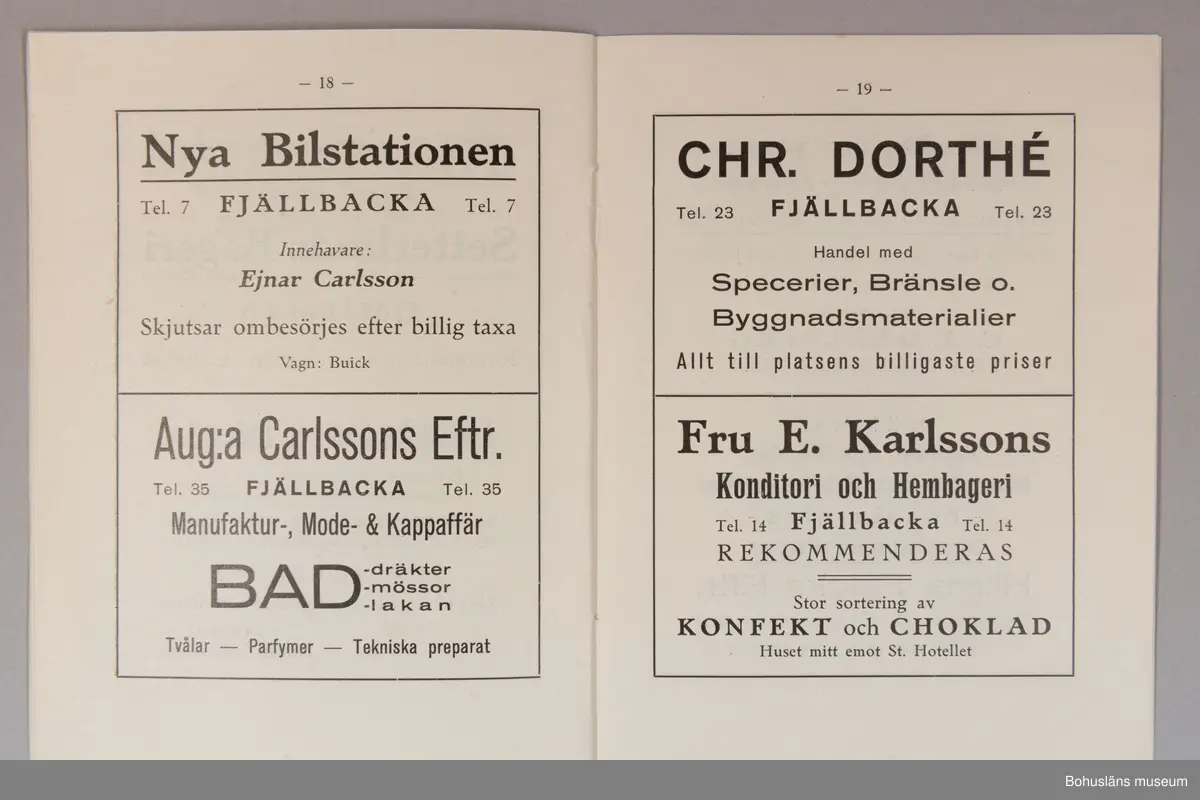 — 18 —
Nya Bilstationen
Tel. 7 FJÄLLBACKA Tel. 7
Innehavare:
Ejnar Carlsson
Skjutsar ombesörjes efter billig taxa
Vagn: Buick
Aug:a Carlssons Eftr.
Tel. 35 FJÄLLBACKA Tel. 35
Manufaktur-, Mode- & Kappaffär
BAD -dräkter
-mössor
-lakan
Tvålar — Parfymer — Tekniska preparat
— 19 —
CHR. DORTHÉ
Tel. 23 FJÄLLBACKA Tel. 23
Handel med
Specerier, Bränsle o.
Byggnadsmaterialier
Allt till platsens billigaste priser
Fru E. Karlssons
Konditori och Hembageri
Tel. 14 Fjällbacka Tel. 14
REKOMMENDERAS
Stor sortering av
KONFEKT och CHOKLAD
Huset mitt emot St. Hotellet
Bohusläns museum